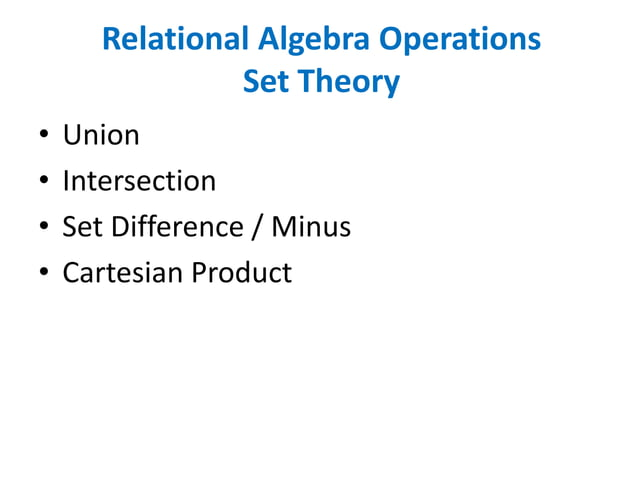 Relational Algebra Operations
Set Theory
• Union
• Intersection
• Set Difference / Minus
• Cartesian Product